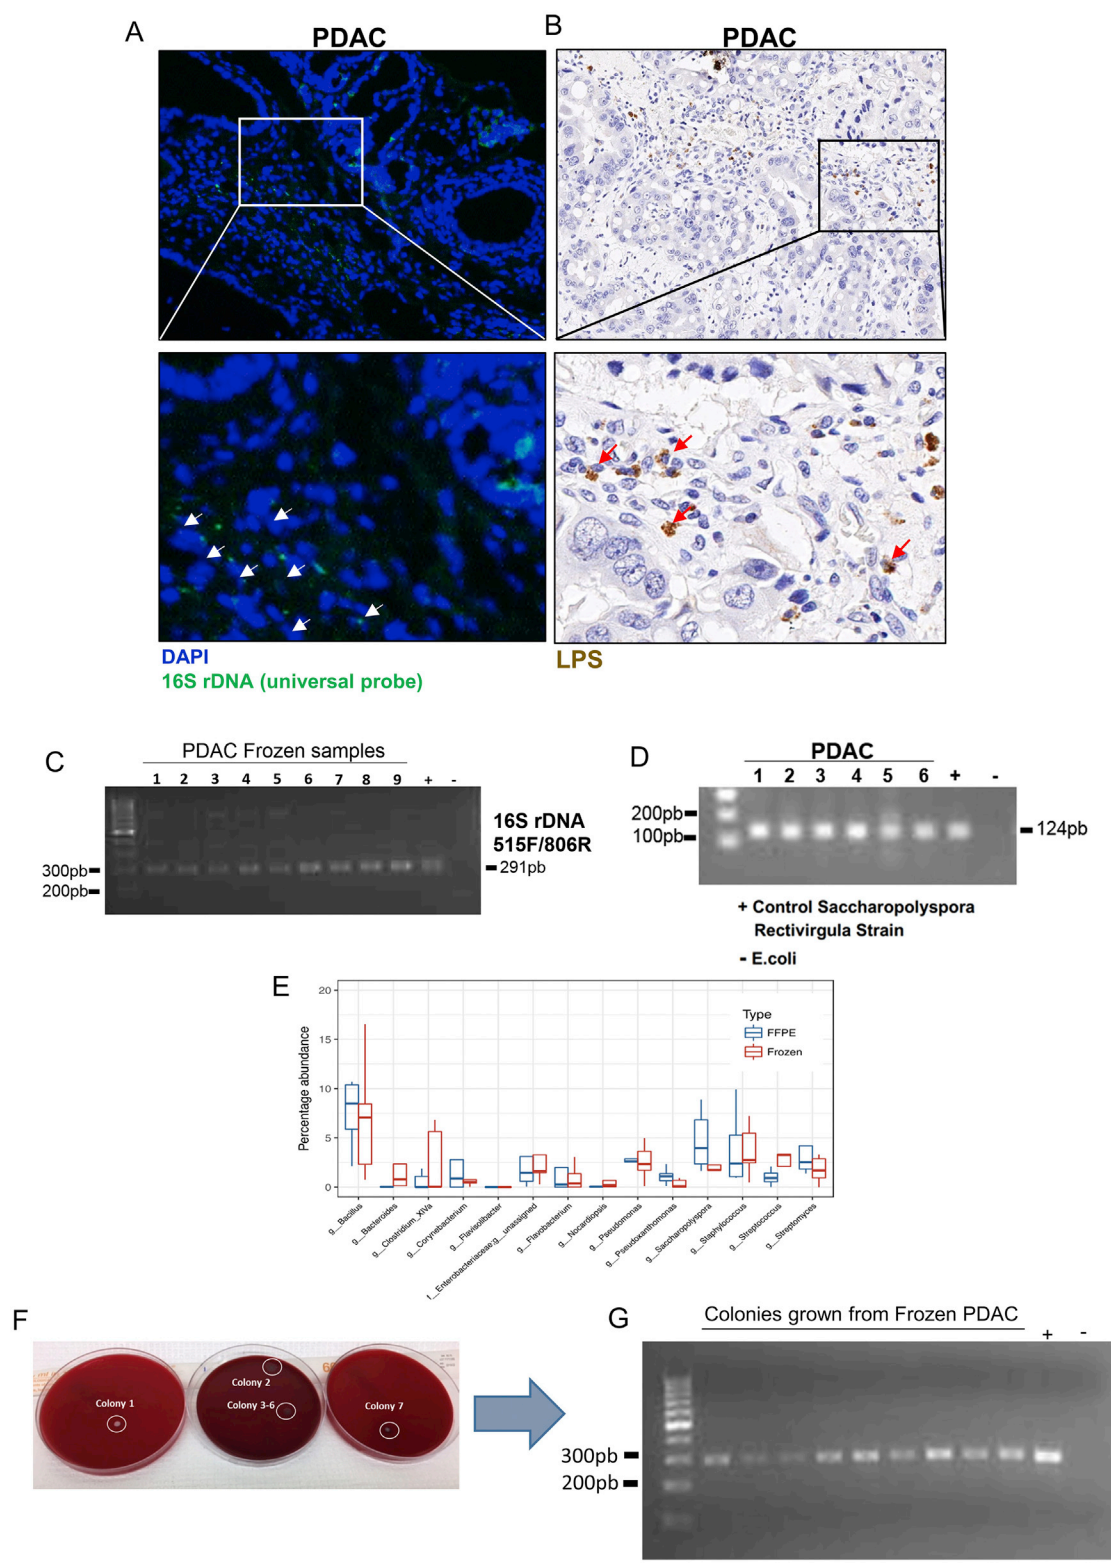 A
PDAC
B
PDAC
DAPI
16S rDNA (universal probe)
LPS
C
PDAC Frozen samples
1 2 3 4 5 6 7 8 9 + -
300pb
200pb
16S rDNA
515F/806R
291pb
D
PDAC
1 2 3 4 5 6 + -
200pb
100pb
124pb
+ Control Saccharopolyspora
Rectivirgula Strain
- E.coli
E
Percentage abundance
20
15
10
5
0
Type
FFPE
Frozen
g__Bacillus
g__Bacteroides
g__Clostridium_XlVa
g__Corynebacterium
g__Flavisolibacter
f__Enterobacteriaceae;g__unassigned
g__Flavobacterium
g__Nocardiopsis
g__Pseudomonas
g__Pseudoxanthomonas
g__Saccharopolyspora
g__Staphylococcus
g__Streptococcus
g__Streptomyces
F
Colony 1
Colony 2
Colony 3-6
Colony 7
G
Colonies grown from Frozen PDAC
+ -
300pb
200pb